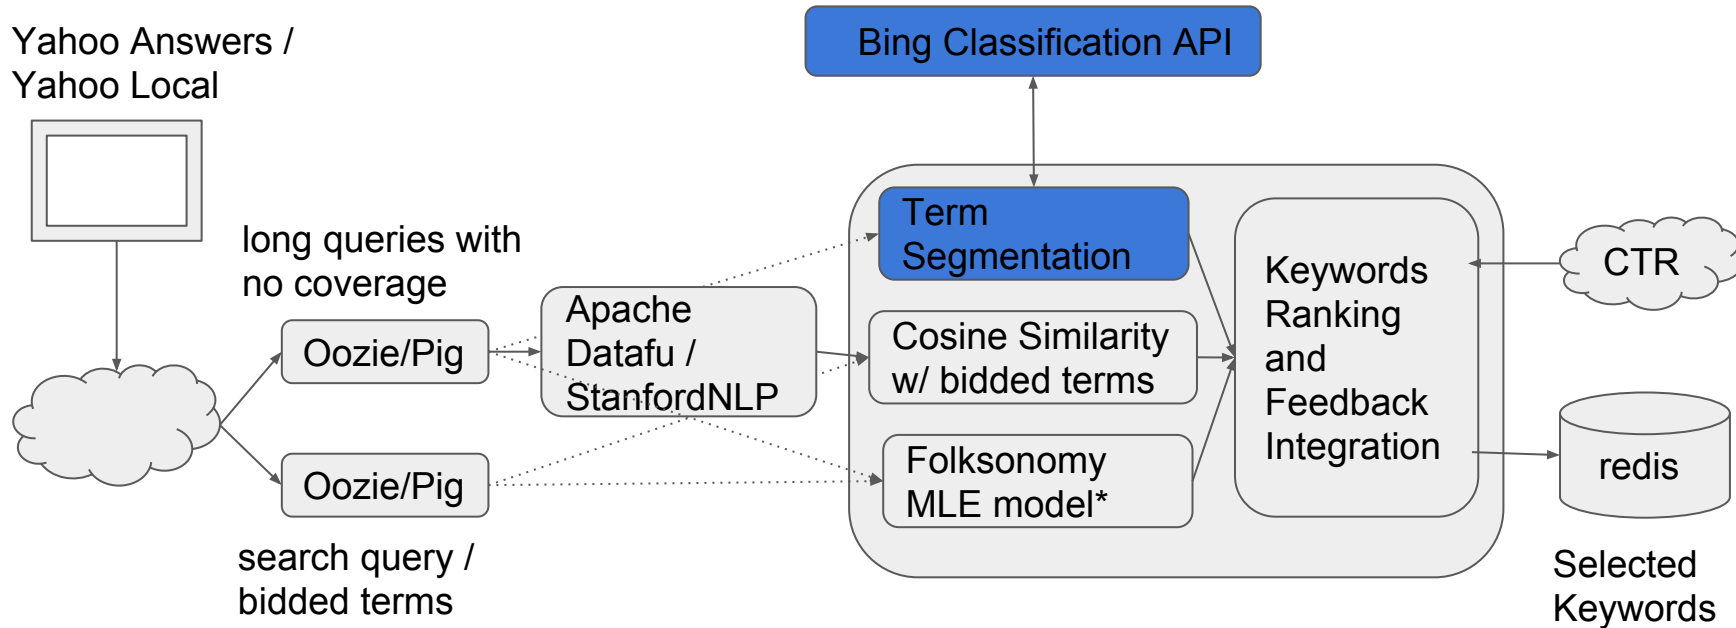 Yahoo Answers /
Yahoo Local
Bing Classification API
long queries with
no coverage
Oozie/Pig
Oozie/Pig
search query /
bidded terms
Apache
Datafu /
StanfordNLP
Term
Segmentation
Cosine Similarity
w/ bidded terms
Folksonomy
MLE model*
Keywords
Ranking
and
Feedback
Integration
CTR
redis
Selected
Keywords